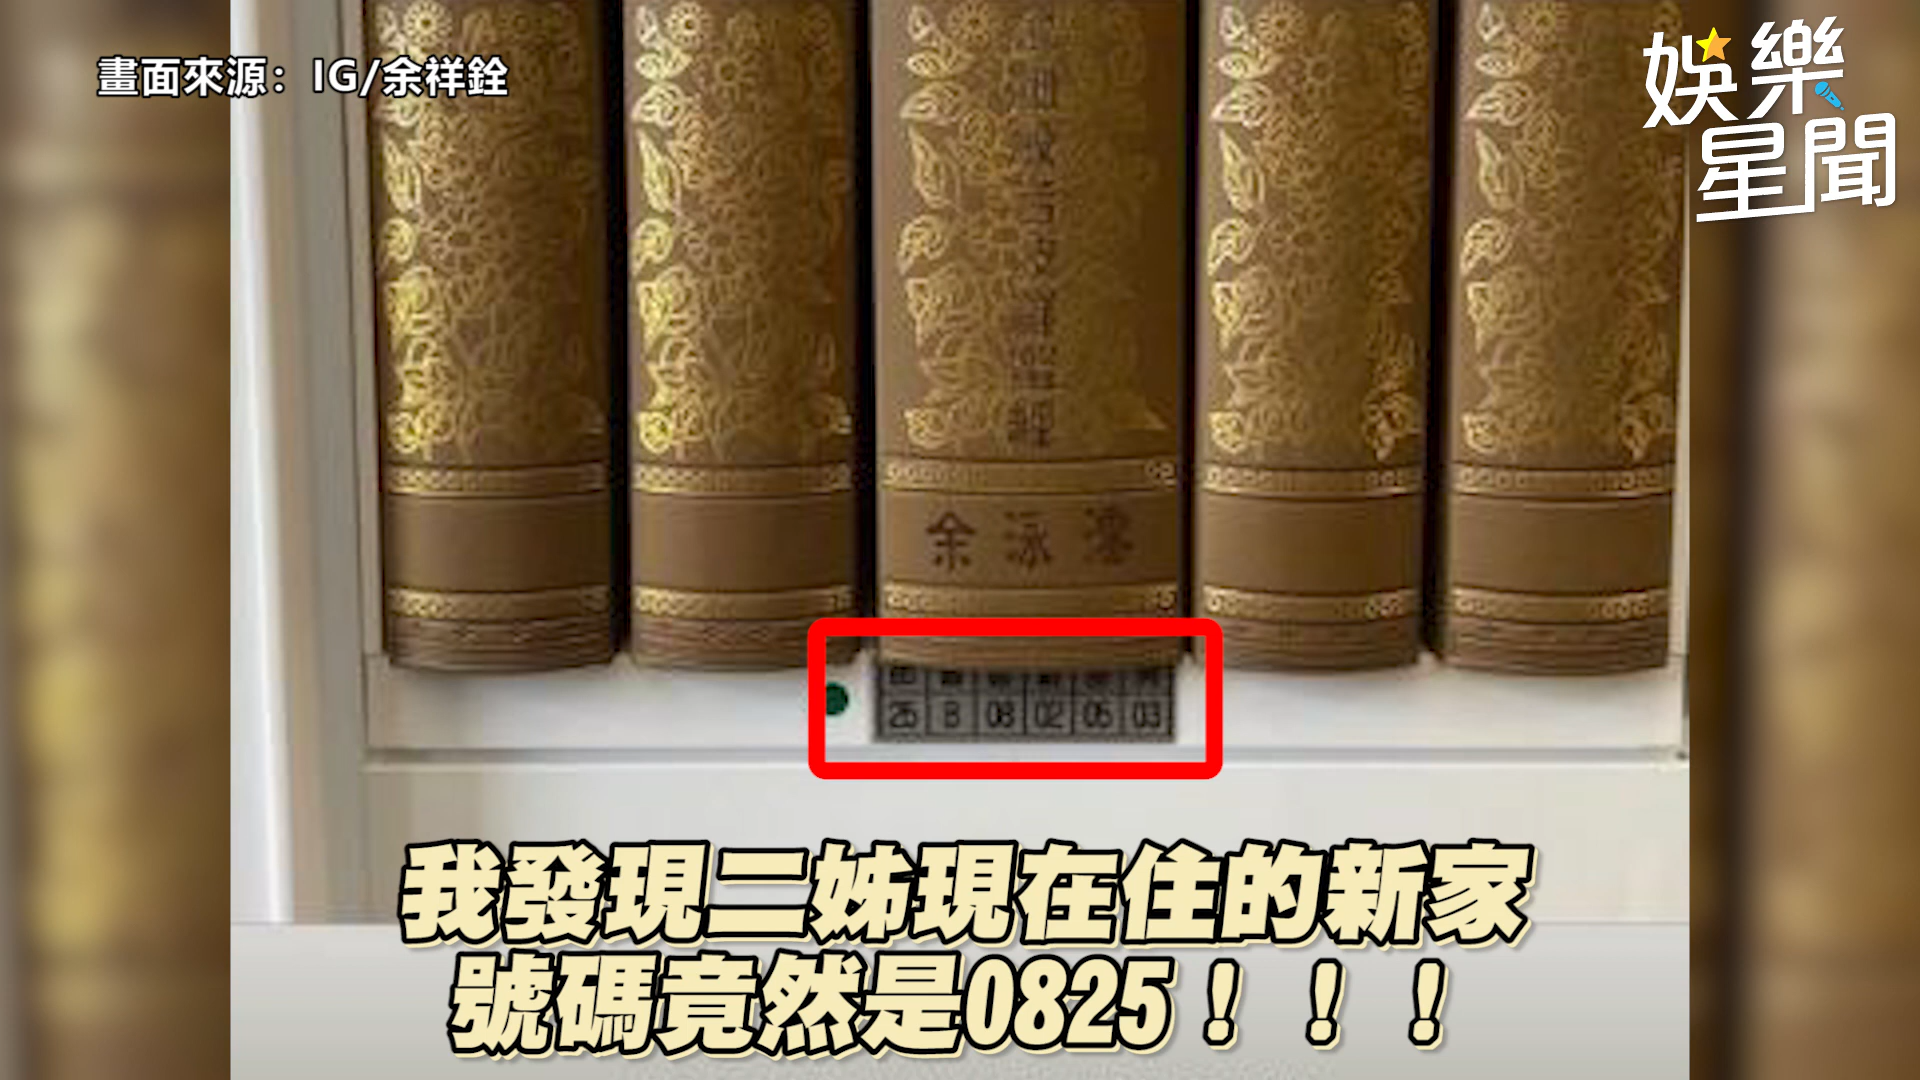 畫面來源：IG/余祥銓
娛樂
星聞
余泳澐
25 B 08 02 05 03
我發現二姊現在住的新家
號碼竟然是0825！！！